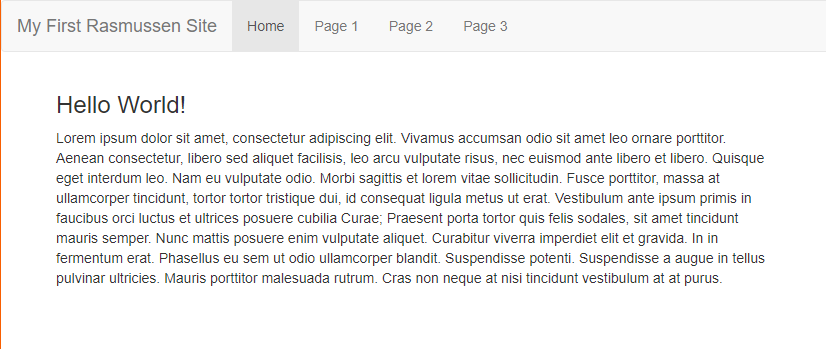 My First Rasmussen Site Home Page 1 Page 2 Page 3
Hello World!
Lorem ipsum dolor sit amet, consectetur adipiscing elit. Vivamus accumsan odio sit amet leo ornare porttitor.
Aenean consectetur, libero sed aliquet facilisis, leo arcu vulputate risus, nec euismod ante libero et libero. Quisque
eget interdum leo. Nam eu vulputate odio. Morbi sagittis et lorem vitae sollicitudin. Fusce porttitor, massa at
ullamcorper tincidunt, tortor tortor tristique dui, id consequat ligula metus ut erat. Vestibulum ante ipsum primis in
faucibus orci luctus et ultrices posuere cubilia Curae; Praesent porta tortor quis felis sodales, sit amet tincidunt
mauris semper. Nunc mattis posuere enim vulputate aliquet. Curabitur viverra imperdiet elit et gravida. In in
fermentum erat. Phasellus eu sem ut odio ullamcorper blandit. Suspendisse potenti. Suspendisse a augue in tellus
pulvinar ultricies. Mauris porttitor malesuada rutrum. Cras non neque at nisi tincidunt vestibulum at at purus.